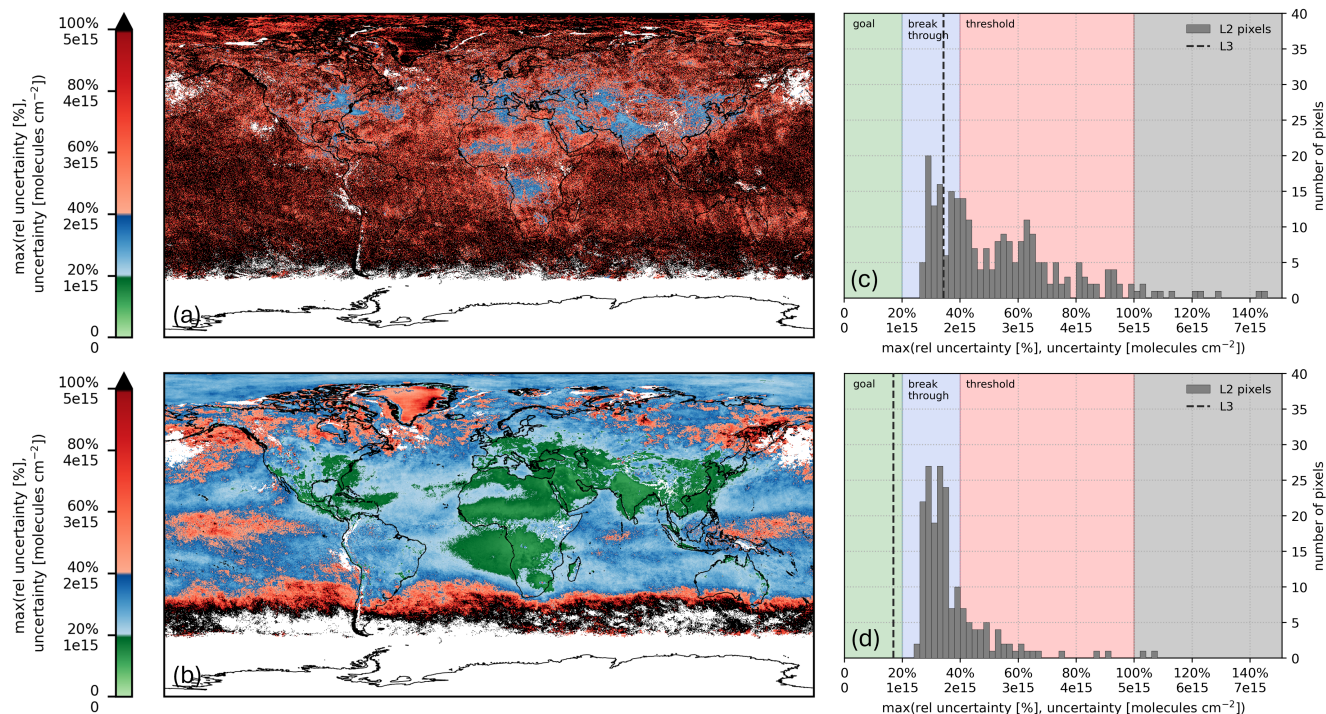 max(rel uncertainty [%],
uncertainty [molecules cm⁻²])
100%
5e15
80%
4e15
60%
3e15
40%
2e15
20%
1e15
0
0
(a)
goal
break
through
threshold
L2 pixels
L3
(c)
40
35
30
25
20
15
10
5
0
number of pixels
0 20% 40% 60% 80% 100% 120% 140%
0 1e15 2e15 3e15 4e15 5e15 6e15 7e15
max(rel uncertainty [%], uncertainty [molecules cm⁻²])
max(rel uncertainty [%],
uncertainty [molecules cm⁻²])
100%
5e15
80%
4e15
60%
3e15
40%
2e15
20%
1e15
0
0
(b)
goal
break
through
threshold
L2 pixels
L3
(d)
40
35
30
25
20
15
10
5
0
number of pixels
0 20% 40% 60% 80% 100% 120% 140%
0 1e15 2e15 3e15 4e15 5e15 6e15 7e15
max(rel uncertainty [%], uncertainty [molecules cm⁻²])